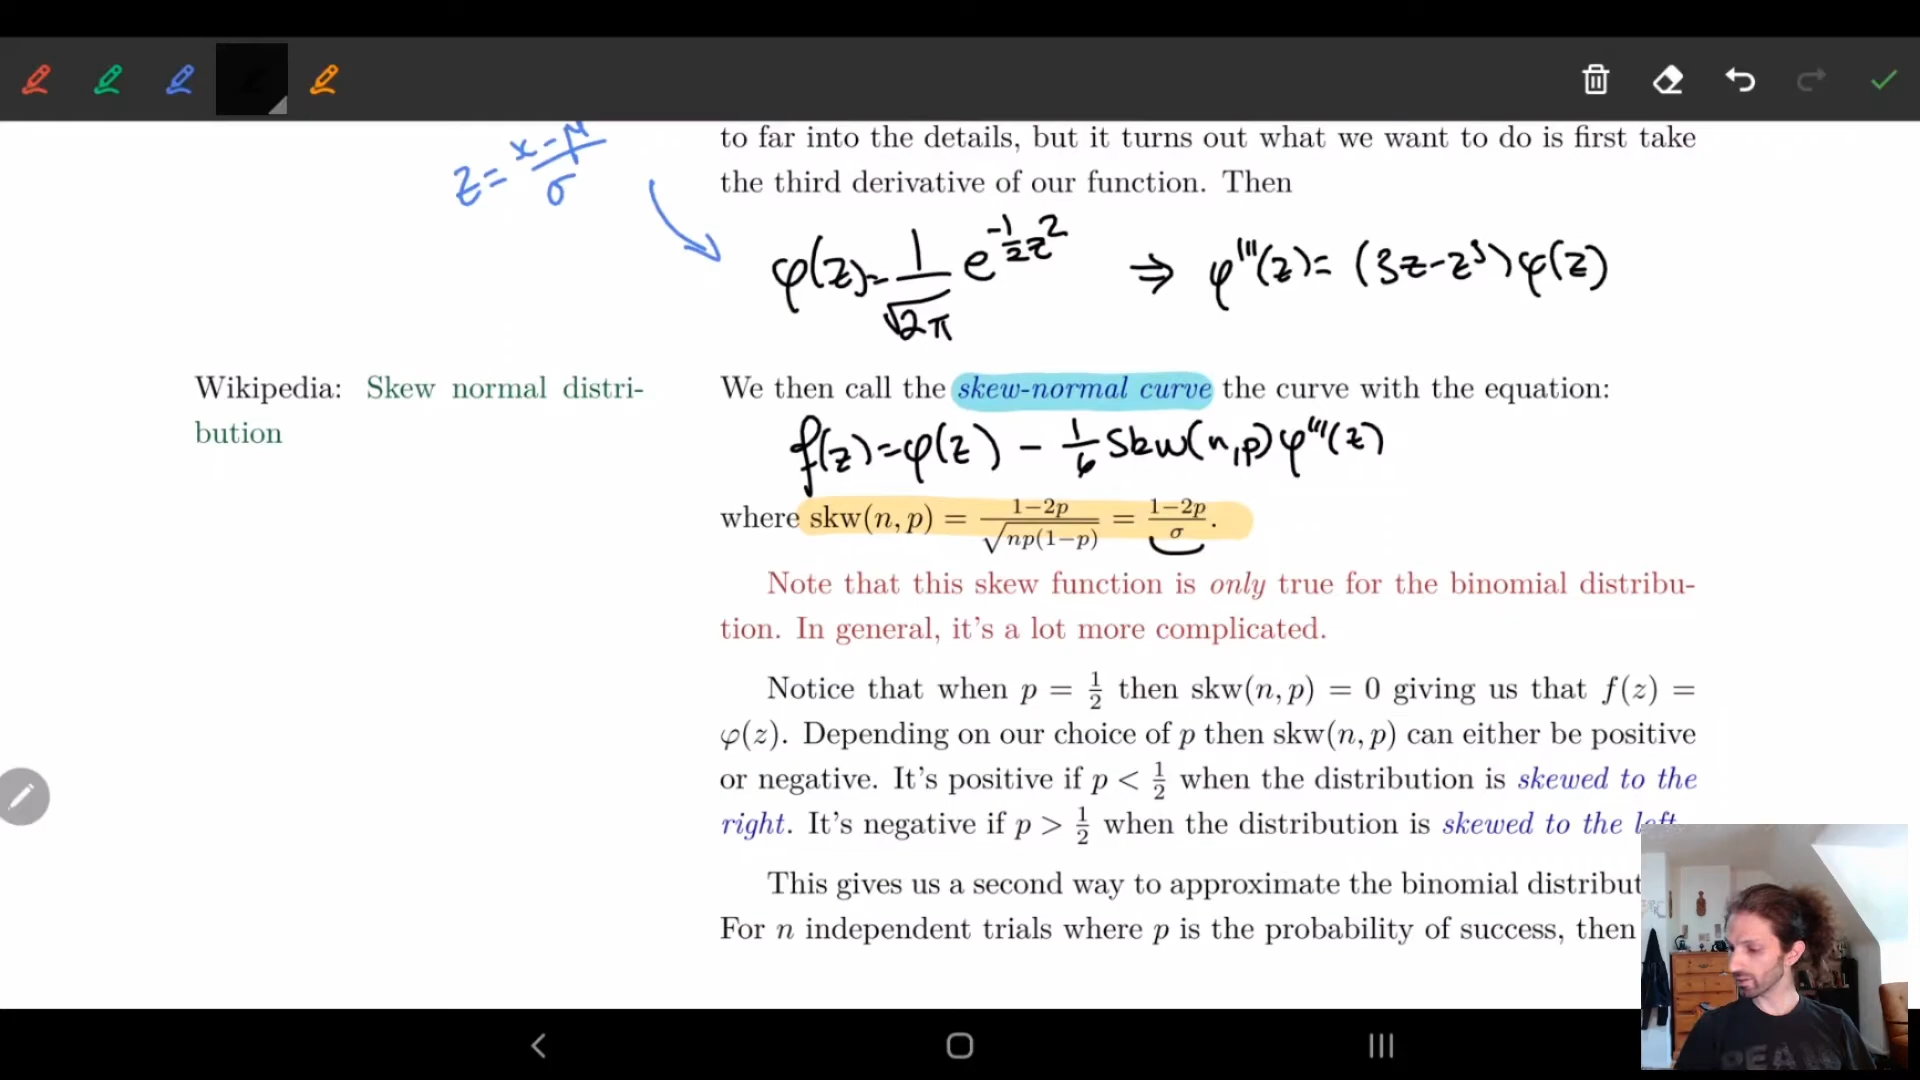 to far into the details, but it turns out what we want to do is first take
z = (x-μ)/σ
the third derivative of our function. Then
φ(z) = 1/√2π e^(-1/2 z²) ⇒ φ'''(z) = (3z-z³)φ(z)
Wikipedia: Skew normal distri-
bution
We then call the skew-normal curve the curve with the equation:
f(z) = φ(z) - 1/6 skw(n,p) φ'''(z)
where skw(n, p) = 1−2p/√np(1−p) = 1−2p/σ.
Note that this skew function is only true for the binomial distribu-
tion. In general, it's a lot more complicated.
Notice that when p = 1/2 then skw(n, p) = 0 giving us that f(z) =
φ(z). Depending on our choice of p then skw(n, p) can either be positive
or negative. It's positive if p < 1/2 when the distribution is skewed to the
right. It's negative if p > 1/2 when the distribution is skewed to the left
This gives us a second way to approximate the binomial distribut
For n independent trials where p is the probability of success, then